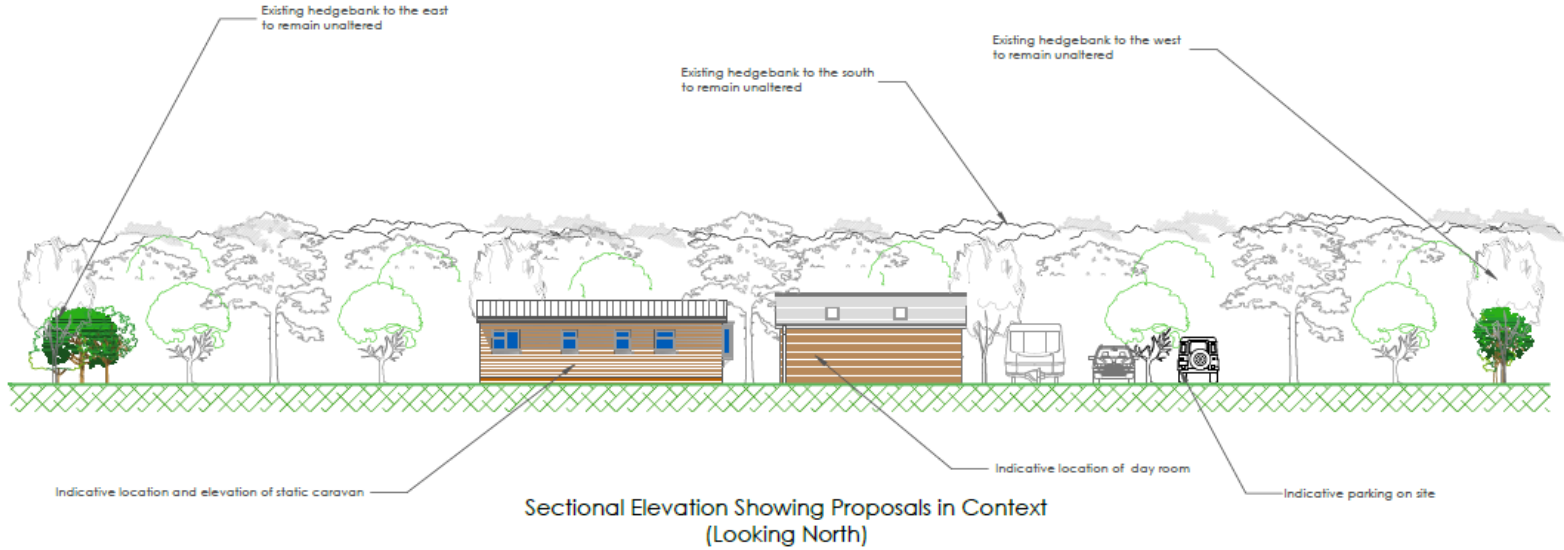 Existing hedgebank to the east
to remain unaltered
Existing hedgebank to the west
to remain unaltered
Existing hedgebank to the south
to remain unaltered
Indicative location of day room
Indicative location and elevation of static caravan
Indicative parking on site
Sectional Elevation Showing Proposals in Context
(Looking North)